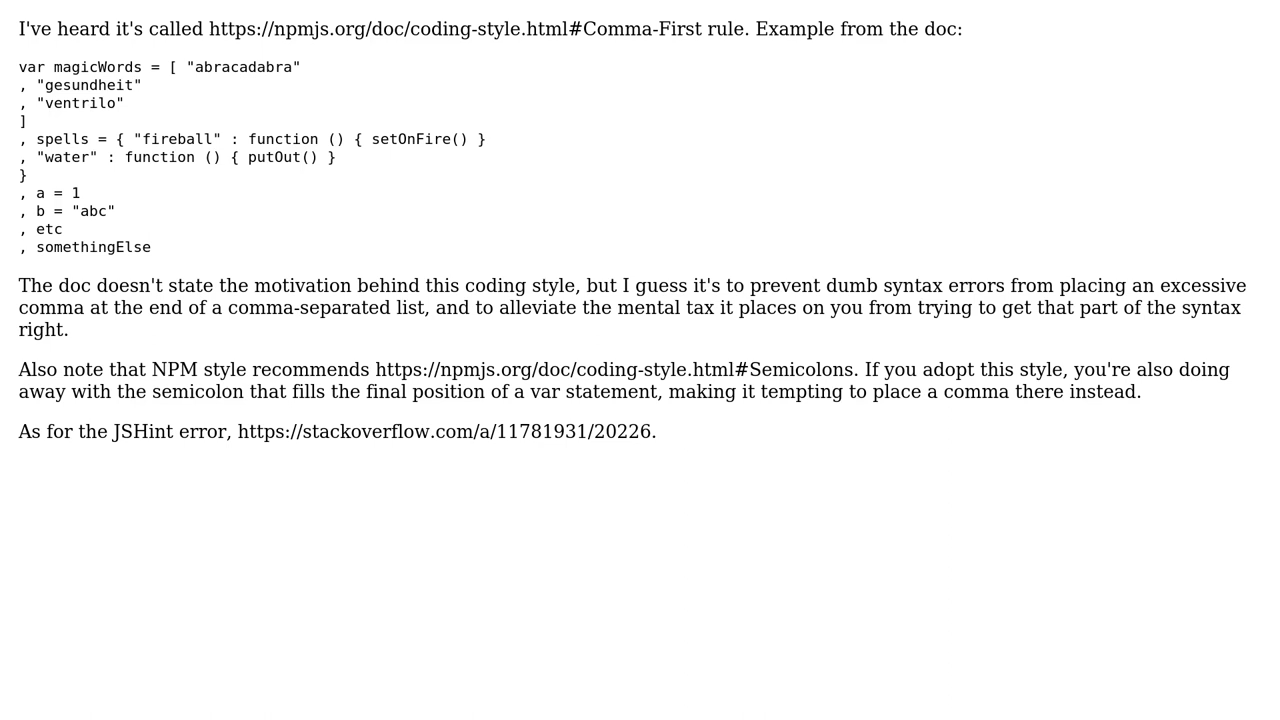 I've heard it's called https://npmjs.org/doc/coding-style.html#Comma-First rule. Example from the doc:
var magicWords = [ "abracadabra"
, "gesundheit"
, "ventrilo"
]
, spells = { "fireball" : function () { setOnFire() }
, "water" : function () { putOut() }
}
, a = 1
, b = "abc"
, etc
, somethingElse
The doc doesn't state the motivation behind this coding style, but I guess it's to prevent dumb syntax errors from placing an excessive
comma at the end of a comma-separated list, and to alleviate the mental tax it places on you from trying to get that part of the syntax
right.
Also note that NPM style recommends https://npmjs.org/doc/coding-style.html#Semicolons. If you adopt this style, you're also doing
away with the semicolon that fills the final position of a var statement, making it tempting to place a comma there instead.
As for the JSHint error, https://stackoverflow.com/a/11781931/20226.